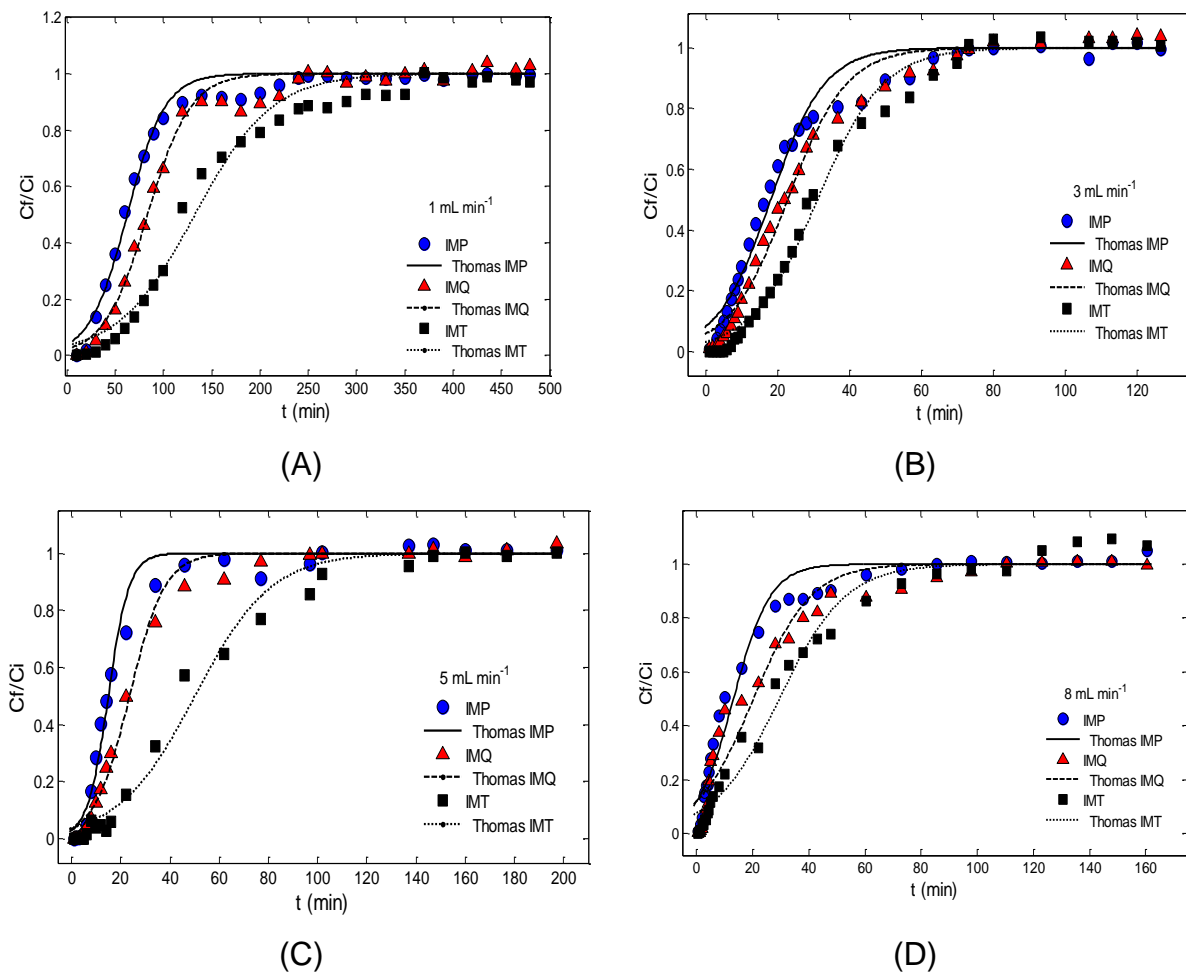 1.2
1
0.8
0.6
0.4
0.2
0
Cf/Ci
1 mL min⁻¹
IMP
Thomas IMP
IMQ
Thomas IMQ
IMT
Thomas IMT
0 50 100 150 200 250 300 350 400 450 500
t (min)
(A)
1
0.8
0.6
0.4
0.2
0
Cf/Ci
3 mL min⁻¹
IMP
Thomas IMP
IMQ
Thomas IMQ
IMT
Thomas IMT
0 20 40 60 80 100 120
t (min)
(B)
1
0.8
0.6
0.4
0.2
0
Cf/Ci
5 mL min⁻¹
IMP
Thomas IMP
IMQ
Thomas IMQ
IMT
Thomas IMT
0 20 40 60 80 100 120 140 160 180 200
t (min)
(C)
1
0.8
0.6
0.4
0.2
0
Cf/Ci
8 mL min⁻¹
IMP
Thomas IMP
IMQ
Thomas IMQ
IMT
Thomas IMT
0 20 40 60 80 100 120 140 160
t (min)
(D)